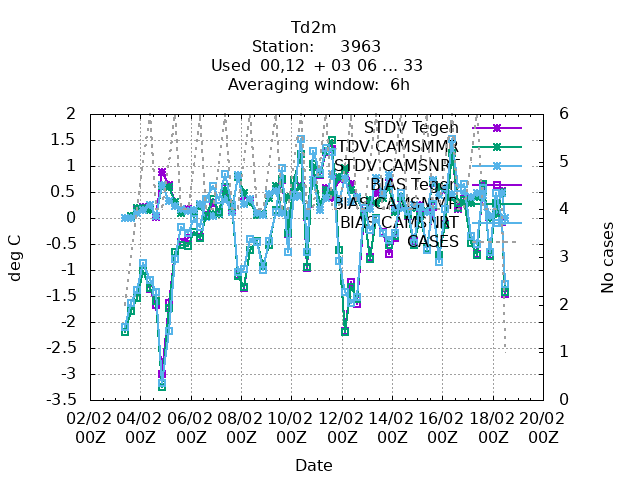 Td2m
Station: 3963
Used 00,12 + 03 06 ... 33
Averaging window: 6h
2
1.5
1
0.5
0
-0.5
-1
-1.5
-2
-2.5
-3
-3.5
deg C
6
5
4
3
2
1
0
No cases
STDV Tegen
STDV CAMSMMR
STDV CAMSNRT
BIAS Tegen
BIAS CAMSMMR
BIAS CAMSNRT
CASES
02/02 04/02 06/02 08/02 10/02 12/02 14/02 16/02 18/02 20/02
00Z 00Z 00Z 00Z 00Z 00Z 00Z 00Z 00Z 00Z
Date